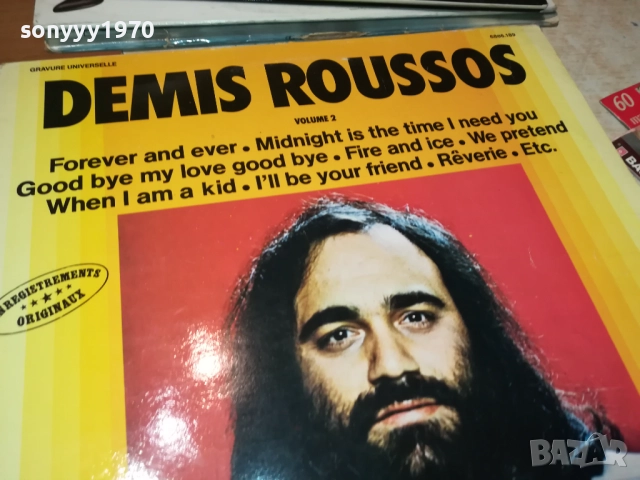 sonyyy1970
GRAVURE UNIVERSELLE
DEMIS ROUSSOS
VOLUME 2
Forever and ever • Midnight is the time I need you
Good bye my love good bye • Fire and ice • We pretend
When I am a kid • I'll be your friend • Rêverie • Etc.
NREGISTREMENTS
ORIGINAUX
60
BA
BAZAR